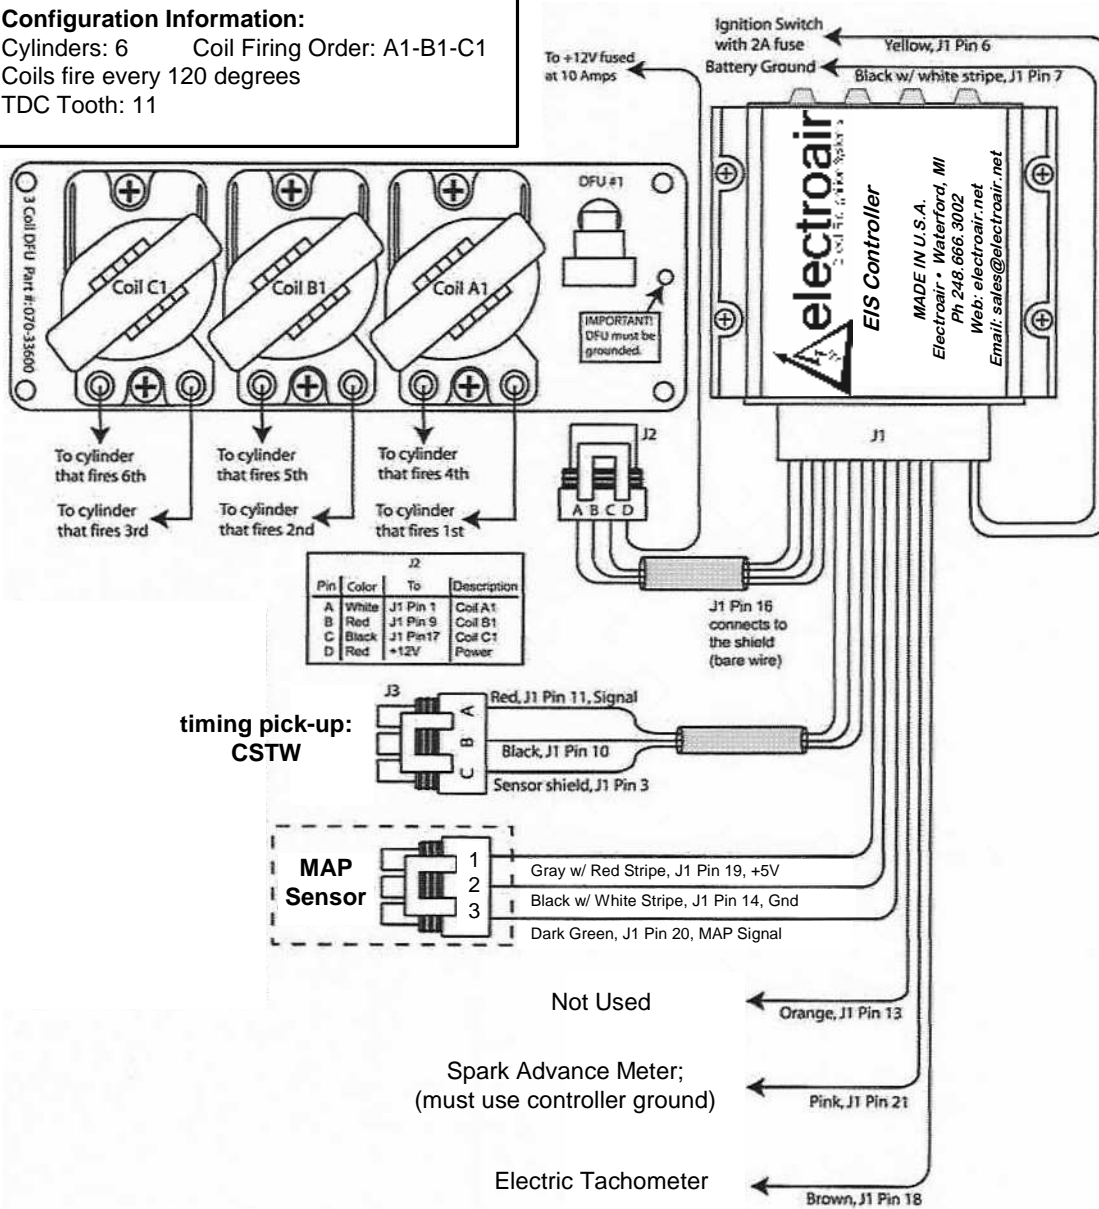 Configuration Information:
Cylinders: 6 Coil Firing Order: A1-B1-C1
Coils fire every 120 degrees
TDC Tooth: 11
Ignition Switch
with 2A fuse
Yellow, J1 Pin 6
Battery Ground
Black w/ white stripe, J1 Pin 7
To +12V fused
at 10 Amps
3 Coil DFU Part #:070-33600
Coil C1
Coil B1
Coil A1
DFU #1
IMPORTANT!
DFU must be
grounded.
electroair
EIS Controller
MADE IN U.S.A.
Electroair • Waterford, MI
Ph 248.666.3002
Web: electroair.net
Email: sales@electroair.net
J1
To cylinder
that fires 6th
To cylinder
that fires 5th
To cylinder
that fires 4th
To cylinder
that fires 3rd
To cylinder
that fires 2nd
To cylinder
that fires 1st
J2
A B C D
J2
Pin Color To Description
A White J1 Pin 1 Coil A1
B Red J1 Pin 9 Coil B1
C Black J1 Pin17 Coil C1
D Red +12V Power
J1 Pin 16
connects to
the shield
(bare wire)
J3
timing pick-up:
CSTW
A
B
C
Red, J1 Pin 11, Signal
Black, J1 Pin 10
Sensor shield, J1 Pin 3
MAP
Sensor
1
2
3
Gray w/ Red Stripe, J1 Pin 19, +5V
Black w/ White Stripe, J1 Pin 14, Gnd
Dark Green, J1 Pin 20, MAP Signal
Not Used
Orange, J1 Pin 13
Spark Advance Meter;
(must use controller ground)
Pink, J1 Pin 21
Electric Tachometer
Brown, J1 Pin 18